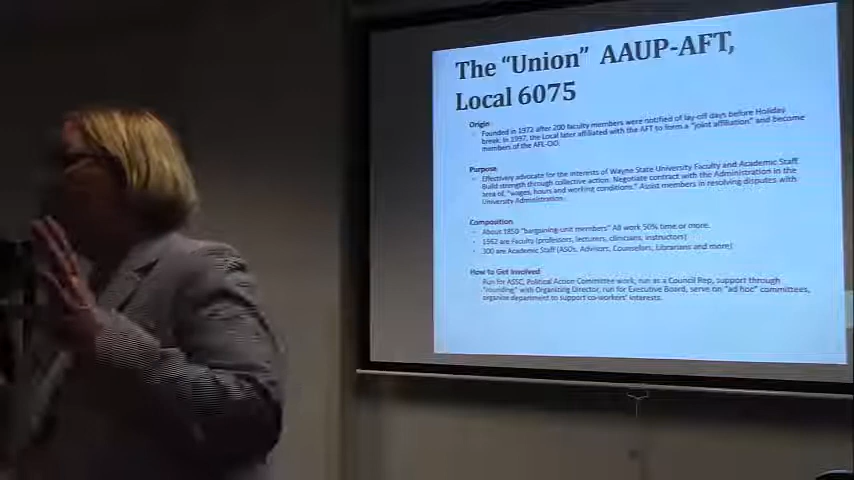 The "Union" AAUP-AFT,
Local 6075
Origin
- Founded in 1972 after 200 faculty members were notified of lay-off days before Holiday
break. In 1997, the Local later affiliated with the AFT to form a "joint affiliation" and become
members of the AFL-CIO.
Purpose
- Effectively advocate for the interests of Wayne State University Faculty and Academic Staff
Build strength through collective action. Negotiate contract with the Administration in the
area of, "wages, hours and working conditions." Assist members in resolving disputes with
University Administration.
Composition
- About 1850 "bargaining-unit members" All work 50% time or more.
- 1562 are Faculty (professors, lecturers, clinicians, instructors)
- 300 are Academic Staff (ASOs, Advisors, Counselors, Librarians and more)
How to Get Involved
Run for ASSC, Political Action Committee work, run as a Council Rep, support through
"rounding" with Organizing Director, run for Executive Board, serve on "ad hoc" committees,
organize department to support co-workers' interests.